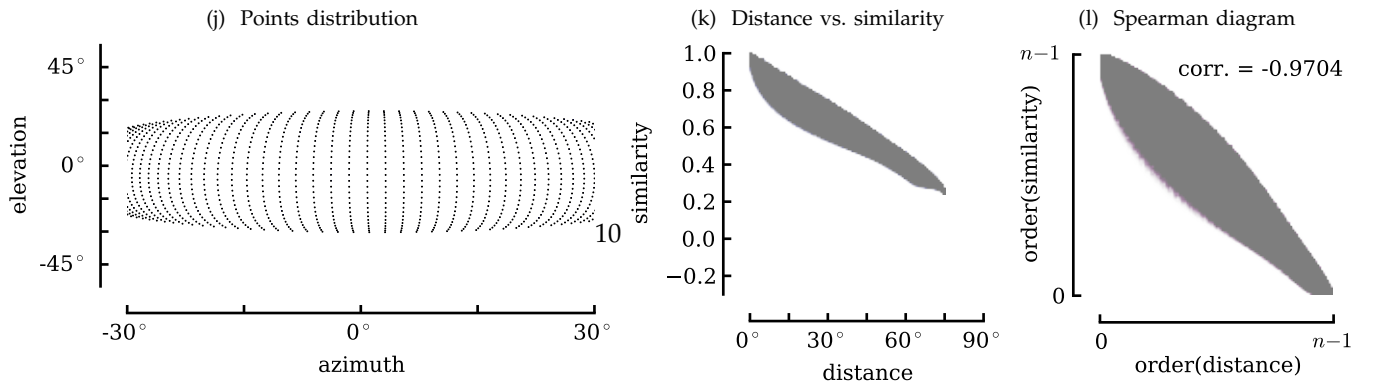 (j) Points distribution
45°
0°
-45°
elevation
-30°
0°
30°
azimuth
10
(k) Distance vs. similarity
1.0
0.8
0.6
0.4
0.2
0.0
−0.2
similarity
0°
30°
60°
90°
distance
(l) Spearman diagram
n−1
corr. = -0.9704
order(similarity)
0
0
n−1
order(distance)